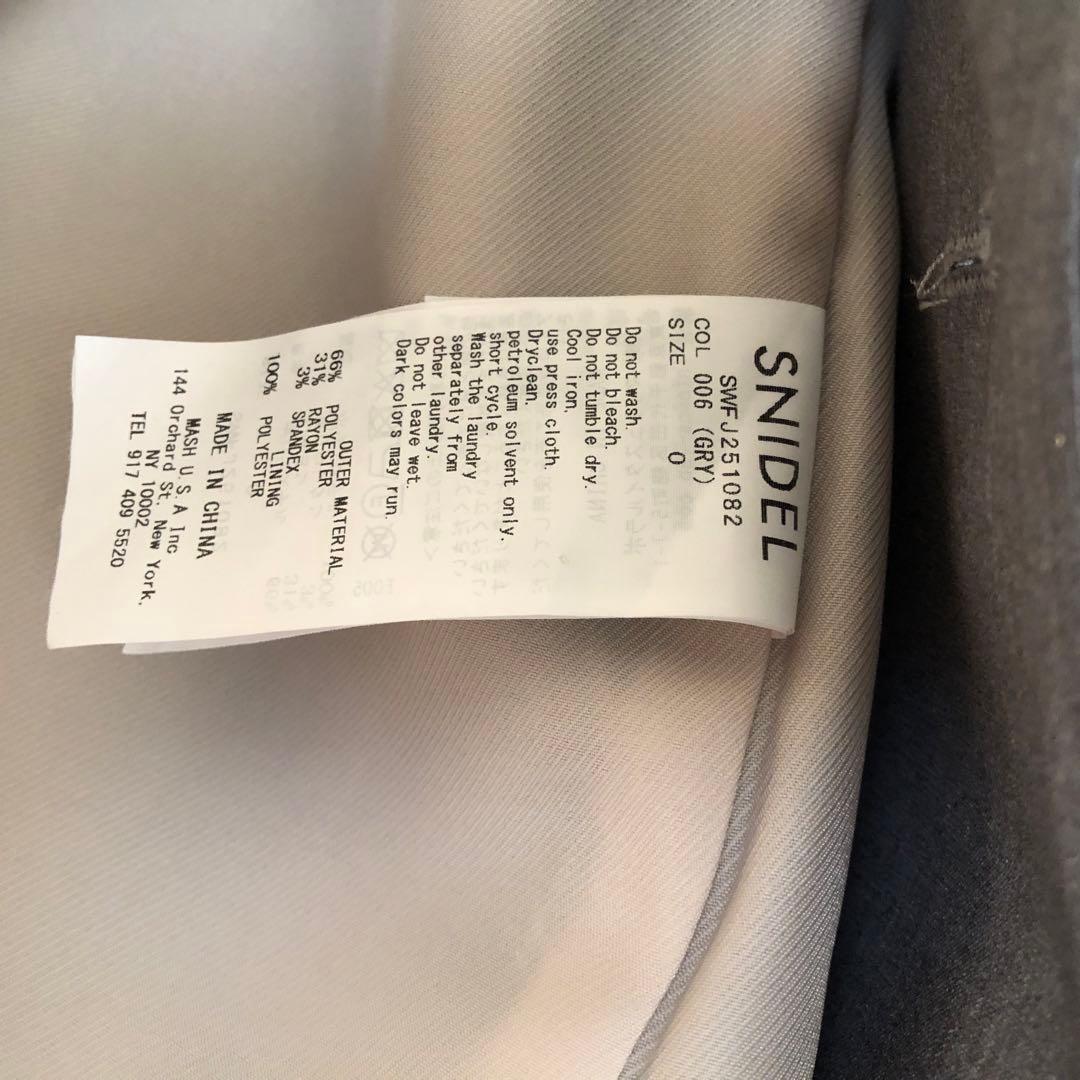 SNIDEL
SWFJ251082
COL 006 (GRY)
SIZE 0
Do not wash.
Do not bleach.
Do not tumble dry.
Cool iron,
use press cloth.
Dryclean.
petroleum solvent only.
short cycle.
Wash the laundry
separately from
other laundry.
Do not leave wet.
Dark colors may run.
OUTER MATERIAL
66% POLYESTER
31% RAYON
3% SPANDEX
LINING
100% POLYESTER
MADE IN CHINA
MASH U.S.A Inc
144 Orchard St. New York,
NY 10002
TEL 917 409 5520